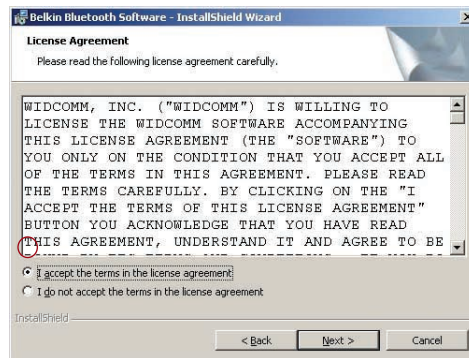 Belkin Bluetooth Software - InstallShield Wizard
License Agreement
Please read the following license agreement carefully.
WIDCOMM, INC. ("WIDCOMM") IS WILLING TO
LICENSE THE WIDCOMM SOFTWARE ACCOMPANYING
THIS LICENSE AGREEMENT (THE "SOFTWARE") TO
YOU ONLY ON THE CONDITION THAT YOU ACCEPT ALL
OF THE TERMS IN THIS AGREEMENT. PLEASE READ
THE TERMS CAREFULLY. BY CLICKING ON THE "I
ACCEPT THE TERMS OF THIS LICENSE AGREEMENT"
BUTTON YOU ACKNOWLEDGE THAT YOU HAVE READ
THIS AGREEMENT, UNDERSTAND IT AND AGREE TO BE
I accept the terms in the license agreement
I do not accept the terms in the license agreement
InstallShield
< Back Next > Cancel